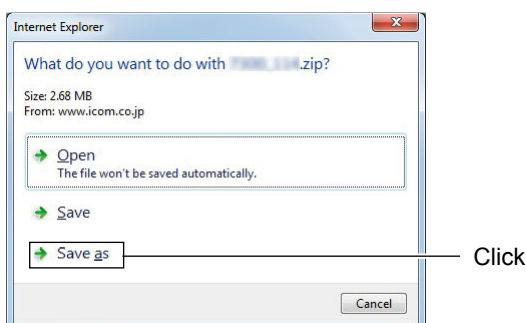 Internet Explorer
What do you want to do with .zip?
Size: 2.68 MB
From: www.icom.co.jp
Open
The file won't be saved automatically.
Save
Save as
Click
Cancel